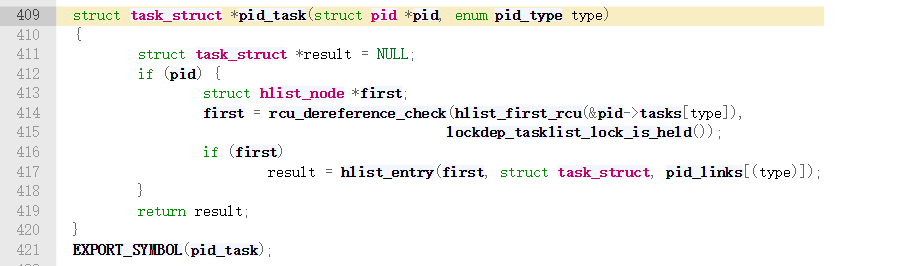 409 struct task_struct *pid_task(struct pid *pid, enum pid_type type)
410 {
411         struct task_struct *result = NULL;
412         if (pid) {
413                 struct hlist_node *first;
414                 first = rcu_dereference_check(hlist_first_rcu(&pid->tasks[type]),
415                                               lockdep_tasklist_lock_is_held());
416                 if (first)
417                         result = hlist_entry(first, struct task_struct, pid_links[(type)]);
418         }
419         return result;
420 }
421 EXPORT_SYMBOL(pid_task);